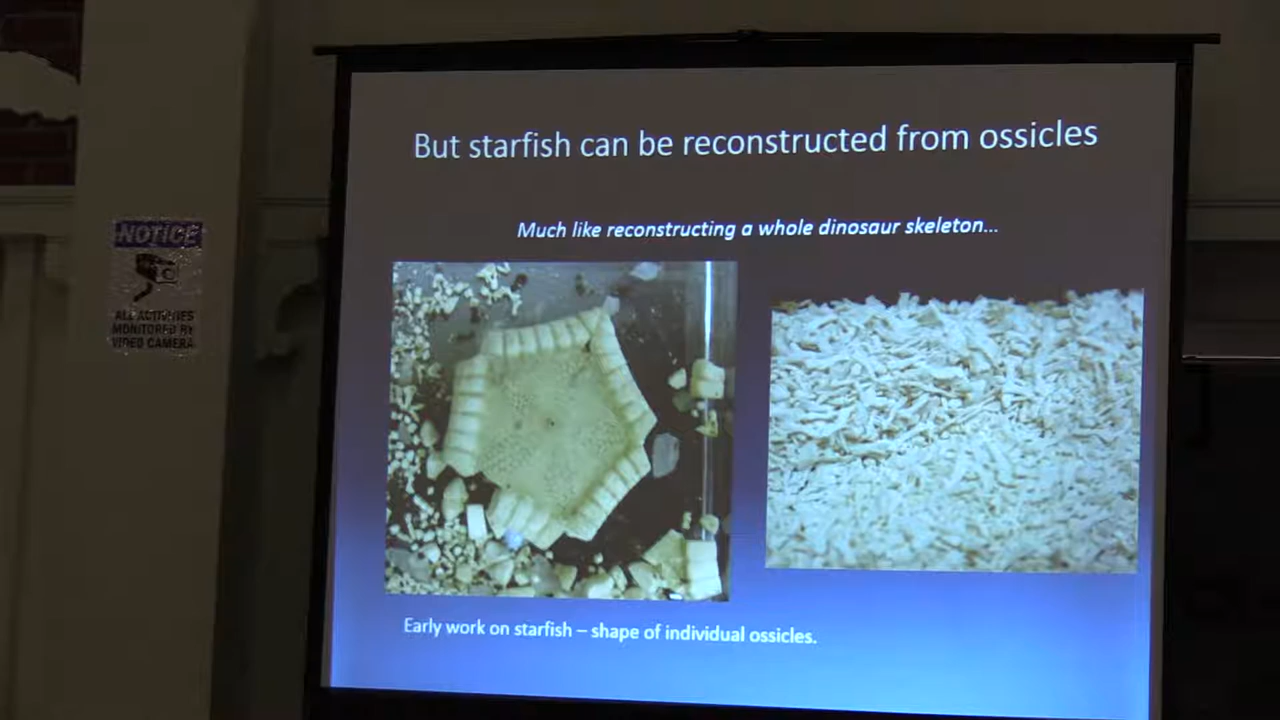 But starfish can be reconstructed from ossicles
Much like reconstructing a whole dinosaur skeleton...
NOTICE
ALL ACTIVITIES
MONITORED BY
VIDEO CAMERA
Early work on starfish – shape of individual ossicles.